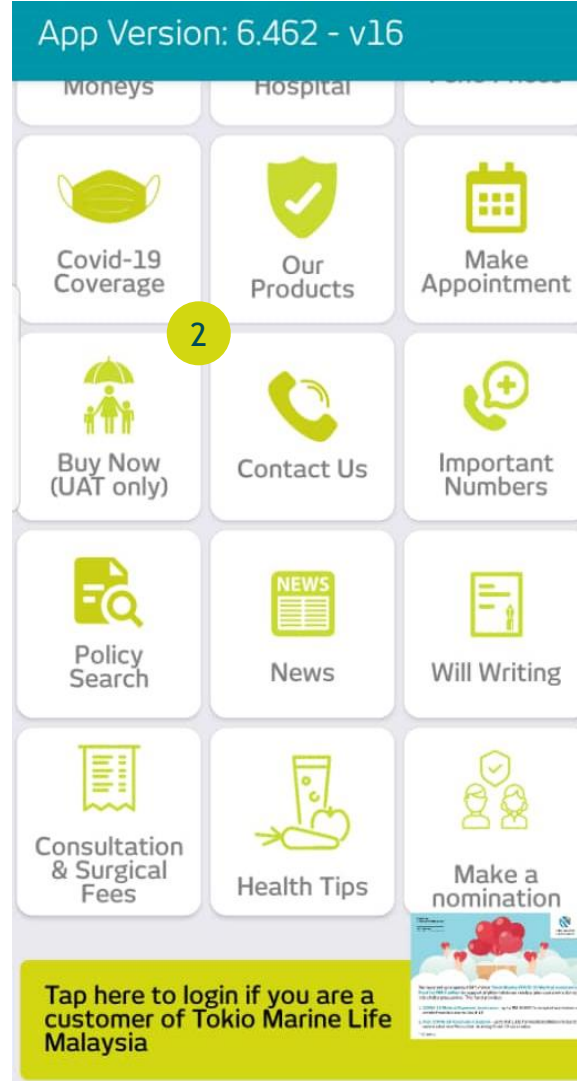 App Version: 6.462 - v16
Moneys
Hospital
Covid-19
Coverage
Our
Products
Make
Appointment
2
Buy Now
(UAT only)
Contact Us
Important
Numbers
Policy
Search
NEWS
News
Will Writing
Consultation
& Surgical
Fees
Health Tips
Make a
nomination
Tap here to login if you are a
customer of Tokio Marine Life
Malaysia